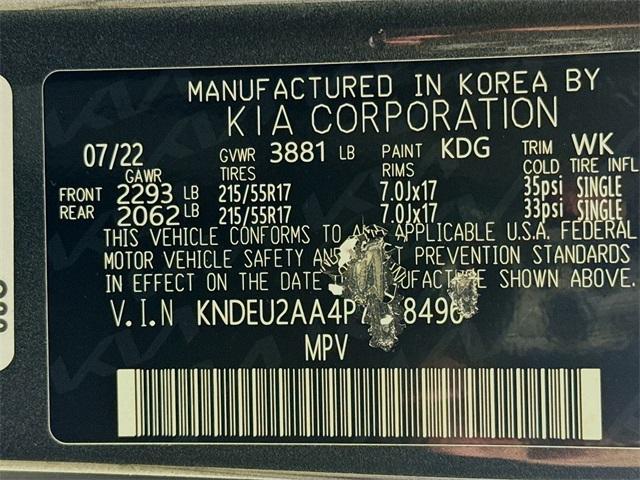 MANUFACTURED IN KOREA BY
KIA CORPORATION
07/22 GVWR 3881 LB PAINT KDG TRIM WK
GAWR TIRES RIMS COLD TIRE INFL
FRONT 2293 LB 215/55R17 7.0Jx17 35psi SINGLE
REAR 2062 LB 215/55R17 7.0Jx17 33psi SINGLE
THIS VEHICLE CONFORMS TO APPLICABLE U.S.A. FEDERAL
MOTOR VEHICLE SAFETY AND PREVENTION STANDARDS
IN EFFECT ON THE DATE SHOWN ABOVE.
V.I.N KNDEU2AA4P
MPV